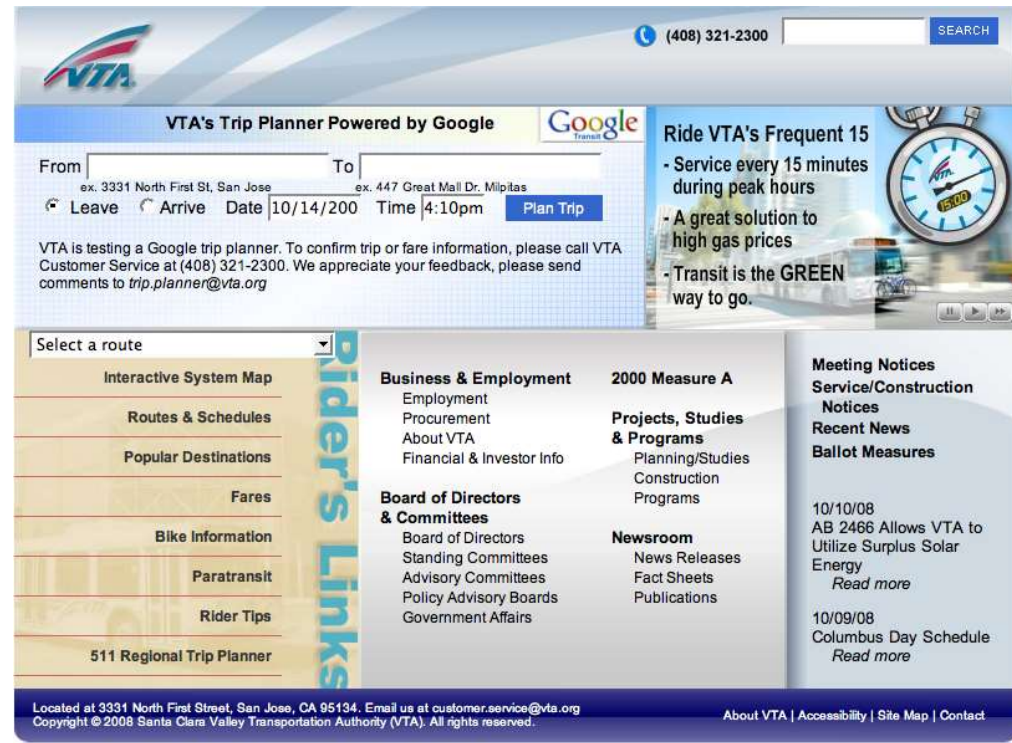 VTA
(408) 321-2300
SEARCH
VTA's Trip Planner Powered by Google
Google
Transit
From
To
ex. 3331 North First St, San Jose
ex. 447 Great Mall Dr. Milpitas
Leave Arrive Date 10/14/200 Time 4:10pm Plan Trip
VTA is testing a Google trip planner. To confirm trip or fare information, please call VTA
Customer Service at (408) 321-2300. We appreciate your feedback, please send
comments to trip.planner@vta.org
Ride VTA's Frequent 15
- Service every 15 minutes
during peak hours
- A great solution to
high gas prices
- Transit is the GREEN
way to go.
15:00
Select a route
Interactive System Map
Routes & Schedules
Popular Destinations
Fares
Bike Information
Paratransit
Rider Tips
511 Regional Trip Planner
Rider's Links
Business & Employment
Employment
Procurement
About VTA
Financial & Investor Info
Board of Directors
& Committees
Board of Directors
Standing Committees
Advisory Committees
Policy Advisory Boards
Government Affairs
2000 Measure A
Projects, Studies
& Programs
Planning/Studies
Construction
Programs
Newsroom
News Releases
Fact Sheets
Publications
Meeting Notices
Service/Construction
Notices
Recent News
Ballot Measures
10/10/08
AB 2466 Allows VTA to
Utilize Surplus Solar
Energy
Read more
10/09/08
Columbus Day Schedule
Read more
Located at 3331 North First Street, San Jose, CA 95134. Email us at customer.service@vta.org
Copyright © 2008 Santa Clara Valley Transportation Authority (VTA). All rights reserved.
About VTA | Accessibility | Site Map | Contact